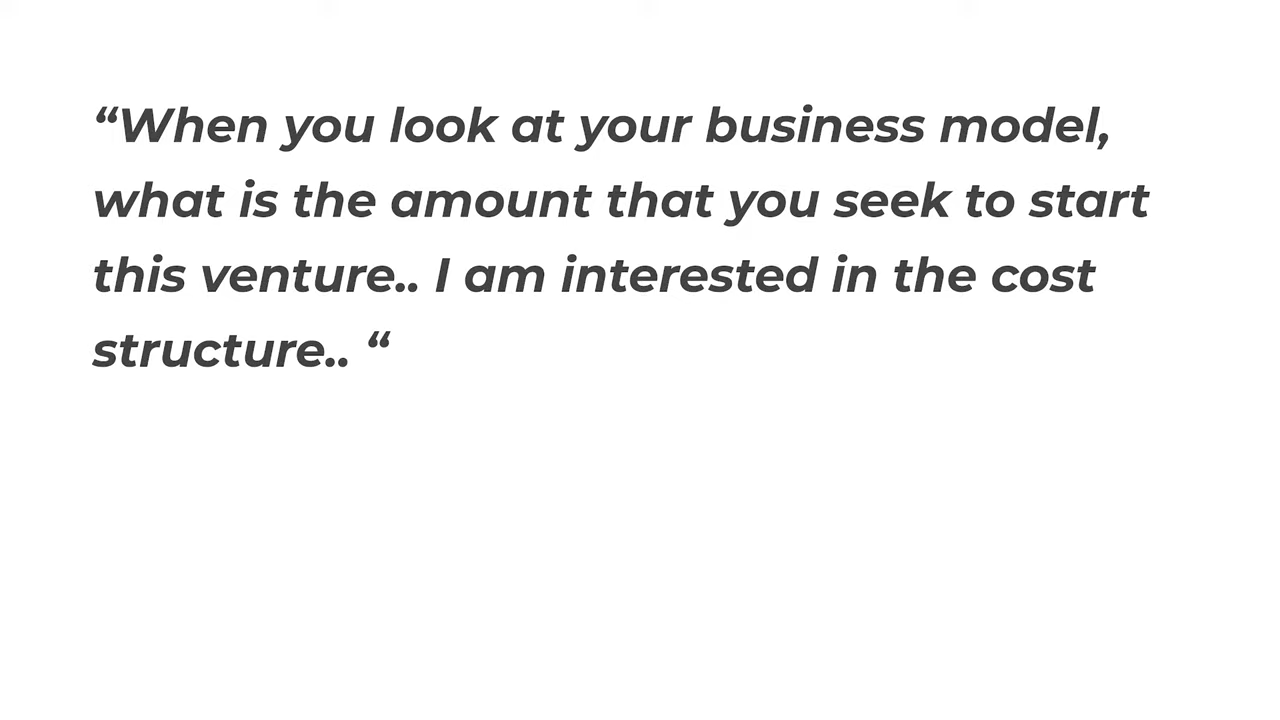 “When you look at your business model,
what is the amount that you seek to start
this venture.. I am interested in the cost
structure.. “